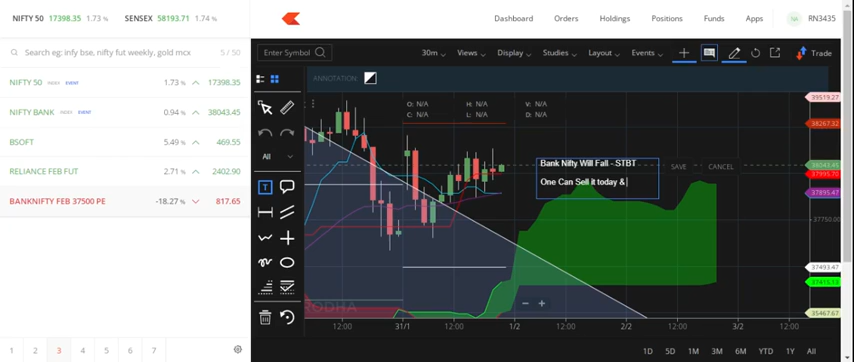 NIFTY 50 17398.35 1.73 % SENSEX 58193.71 1.74 %
Dashboard Orders Holdings Positions Funds Apps RN3435
Search eg: infy bse, nifty fut weekly, gold mcx 5 / 50
Enter Symbol 30m Views Display Studies Layout Events Trade
ANNOTATION:
NIFTY 50 INDEX EVENT 1.73 % 17398.35
NIFTY BANK INDEX EVENT 0.94 % 38043.45
BSOFT 5.49 % 469.55
RELIANCE FEB FUT 2.71 % 2402.90
BANKNIFTY FEB 37500 PE -18.27 % 817.65
All
T
O: N/A H: N/A V: N/A
C: N/A L: N/A D: N/A
Bank Nifty Will Fall - STBT
One Can Sell it today &
SAVE CANCEL
39519.27
38267.32
38043.45
37995.70
37895.47
37750.00
37493.47
37415.13
35467.67
RODHA
12:00 31/1 12:00 1/2 12:00 2/2 12:00 3/2 12:00
1D 5D 1M 3M 6M YTD 1Y All
1 2 3 4 5 6 7